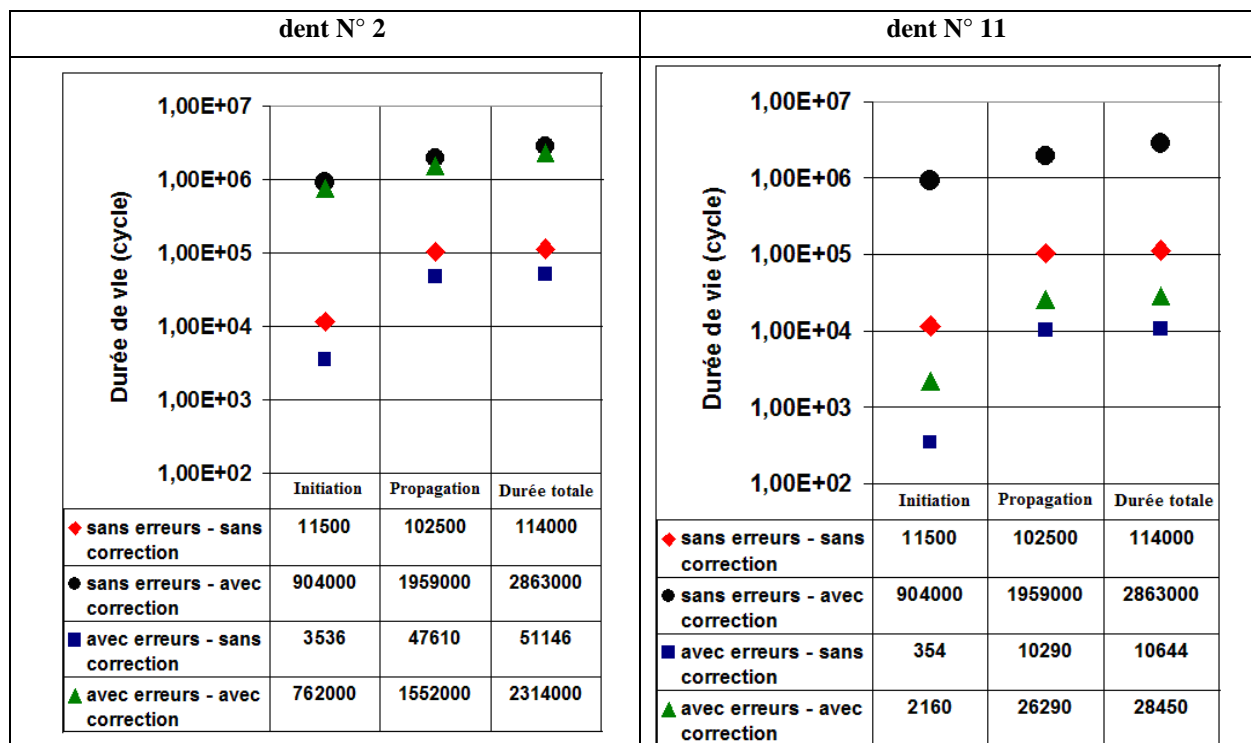 dent N° 2
dent N° 11
Durée de vie (cycle)
1,00E+07
1,00E+06
1,00E+05
1,00E+04
1,00E+03
1,00E+02
Initiation Propagation Durée totale
sans erreurs - sans correction 11500 102500 114000
sans erreurs - avec correction 904000 1959000 2863000
avec erreurs - sans correction 3536 47610 51146
avec erreurs - avec correction 762000 1552000 2314000
Durée de vie (cycle)
1,00E+07
1,00E+06
1,00E+05
1,00E+04
1,00E+03
1,00E+02
Initiation Propagation Durée totale
sans erreurs - sans correction 11500 102500 114000
sans erreurs - avec correction 904000 1959000 2863000
avec erreurs - sans correction 354 10290 10644
avec erreurs - avec correction 2160 26290 28450